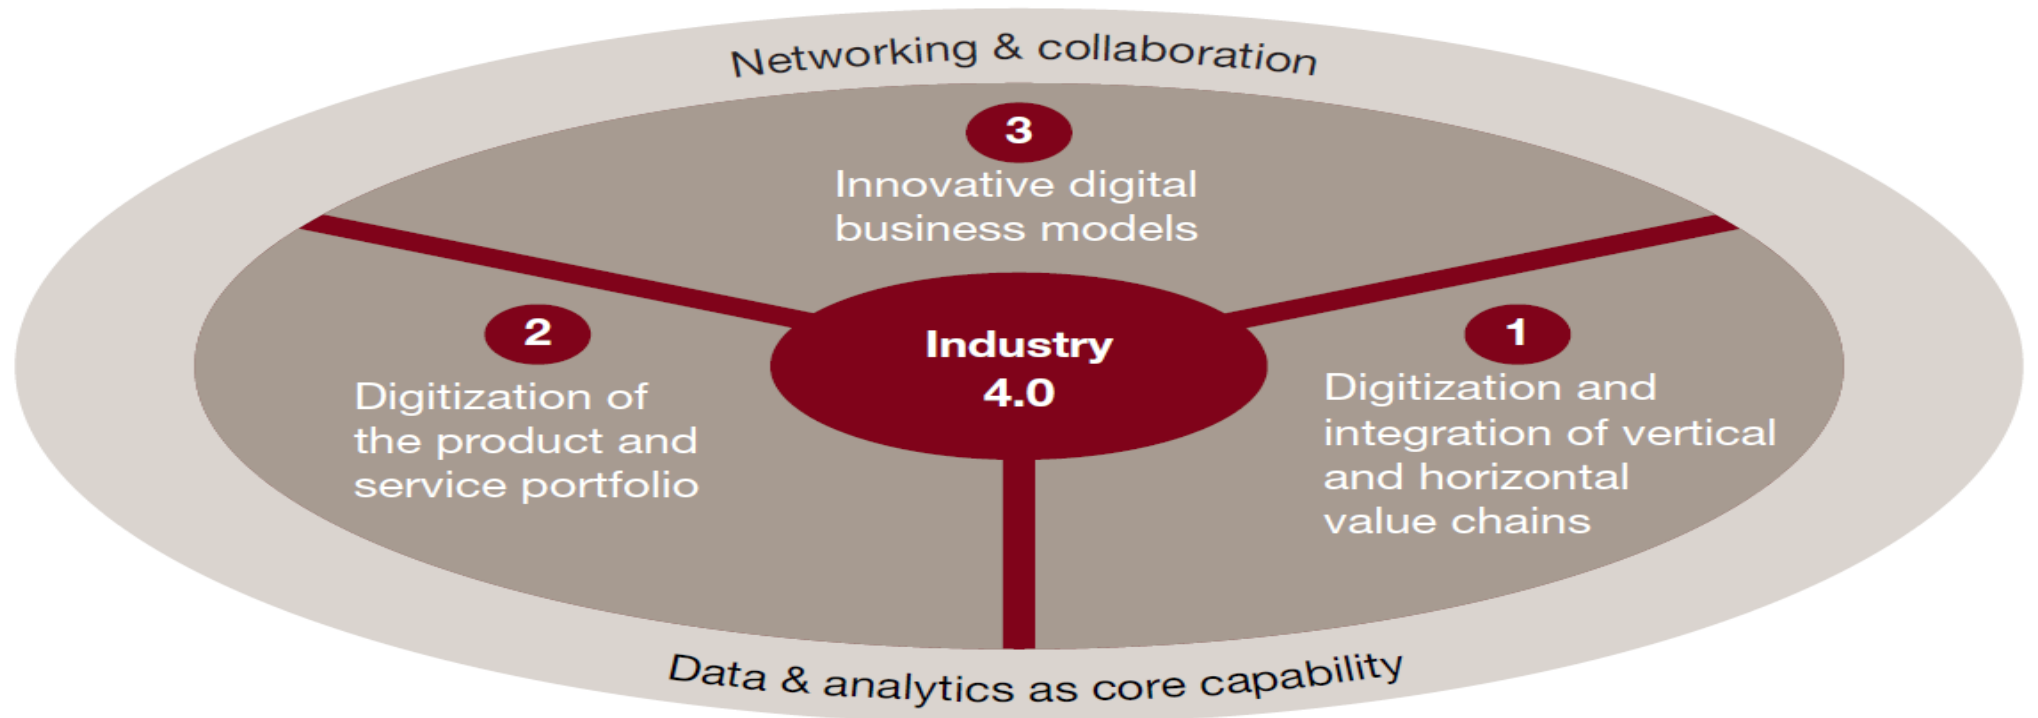 Networking & collaboration
3
Innovative digital
business models
Industry
4.0
2
Digitization of
the product and
service portfolio
1
Digitization and
integration of vertical
and horizontal
value chains
Data & analytics as core capability